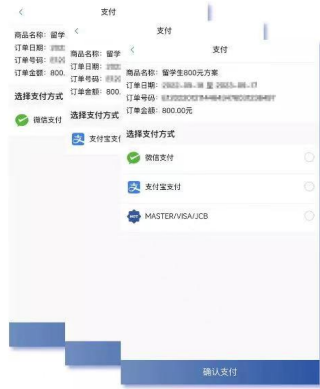 支付
商品名称: 留学
订单日期:
订单号码:
订单金额: 800.
选择支付方式
微信支付
支付
商品名称: 留学
订单日期:
订单号码:
订单金额: 800.
选择支付方式
支付宝支
支付
商品名称: 留学生800元方案
订单日期:
订单号码:
订单金额: 800.00元
选择支付方式
微信支付
支付宝支付
MASTER/VISA/JCB
确认支付